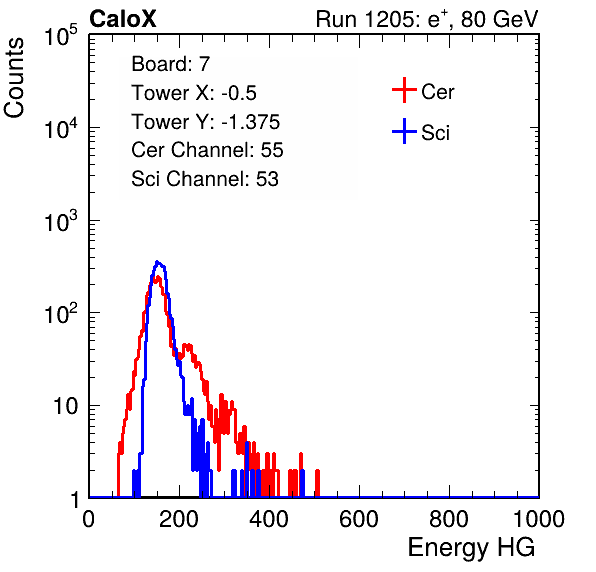 CaloX Run 1205: e⁺, 80 GeV
Counts
Board: 7
Tower X: -0.5
Tower Y: -1.375
Cer Channel: 55
Sci Channel: 53
Cer
Sci
10⁵
10⁴
10³
10²
10
1
0 200 400 600 800 1000
Energy HG